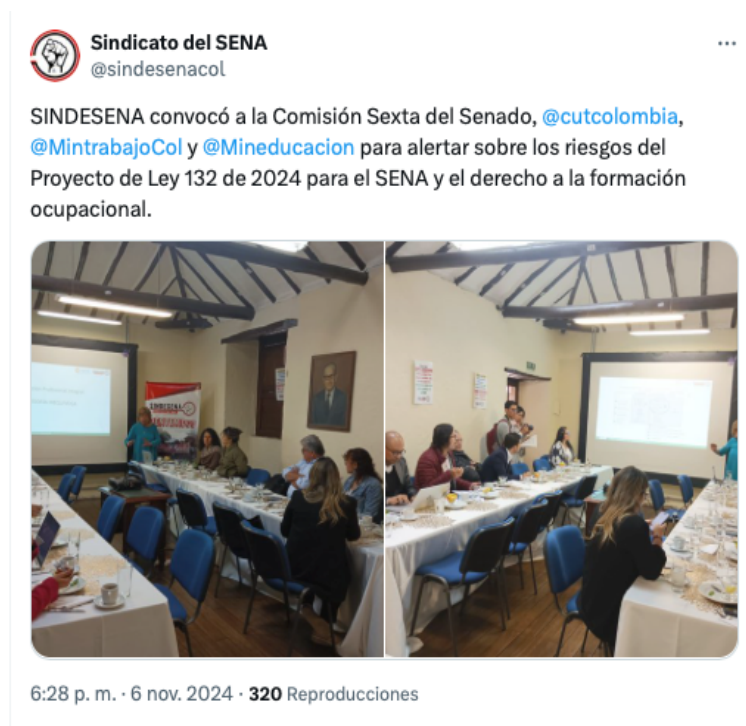 Sindicato del SENA
@sindesenacol
SINDESENA convocó a la Comisión Sexta del Senado, @cutcolombia,
@MintrabajoCol y @Mineducacion para alertar sobre los riesgos del
Proyecto de Ley 132 de 2024 para el SENA y el derecho a la formación
ocupacional.
SINDESENA
6:28 p. m. · 6 nov. 2024 · 320 Reproducciones